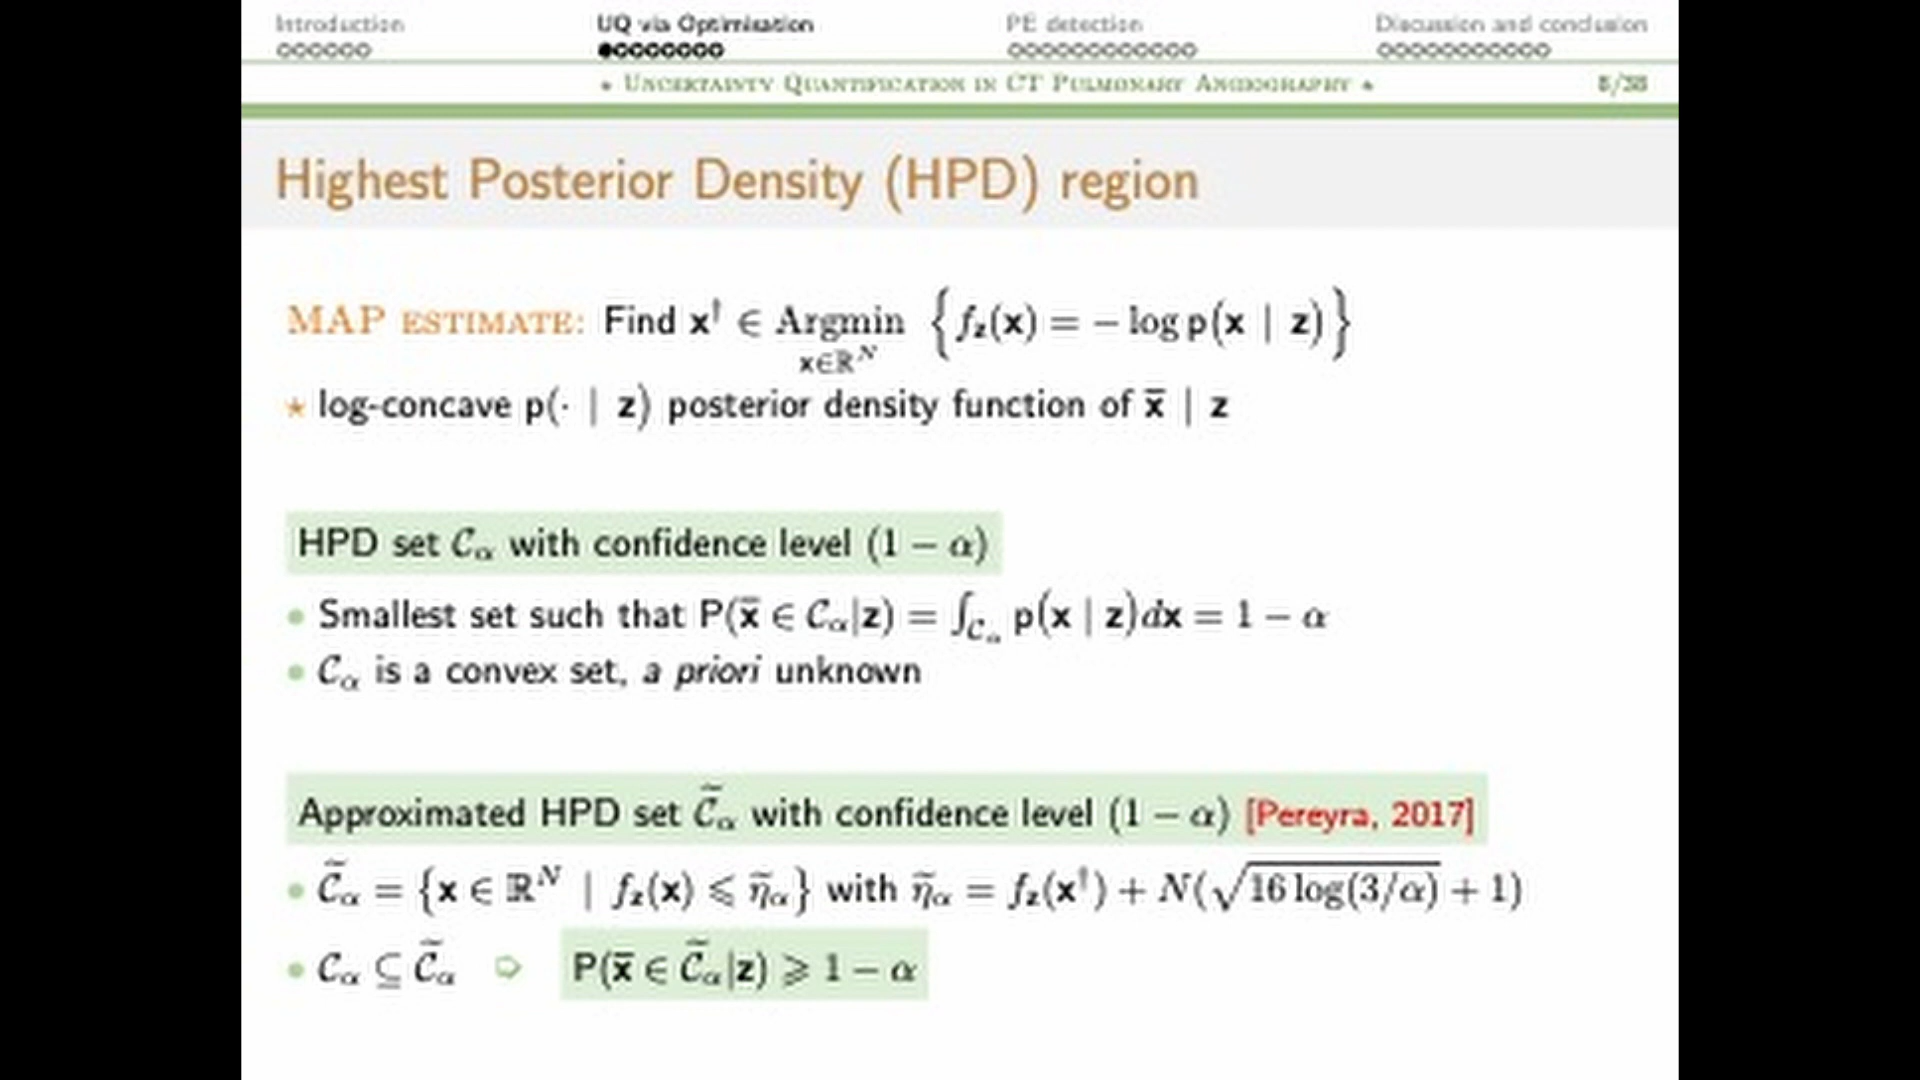 Introduction UQ via Optimisation PE detection Discussion and conclusion
• Uncertainty Quantification in CT Pulmonary Angiography •
Highest Posterior Density (HPD) region
MAP ESTIMATE: Find x† ∈ Argmin {f_z(x) = − log p(x | z)}
x∈ℝ^N
★ log-concave p(· | z) posterior density function of x̄ | z
HPD set 𝒞_α with confidence level (1 − α)
• Smallest set such that P(x̄ ∈ 𝒞_α|z) = ∫_{𝒞_α} p(x | z)dx = 1 − α
• 𝒞_α is a convex set, a priori unknown
Approximated HPD set 𝒞̃_α with confidence level (1 − α) [Pereyra, 2017]
• 𝒞̃_α = {x ∈ ℝ^N | f_z(x) ⩽ η̃_α} with η̃_α = f_z(x†) + N(√(16 log(3/α)) + 1)
• 𝒞_α ⊆ 𝒞̃_α ➩ P(x̄ ∈ 𝒞̃_α|z) ⩾ 1 − α